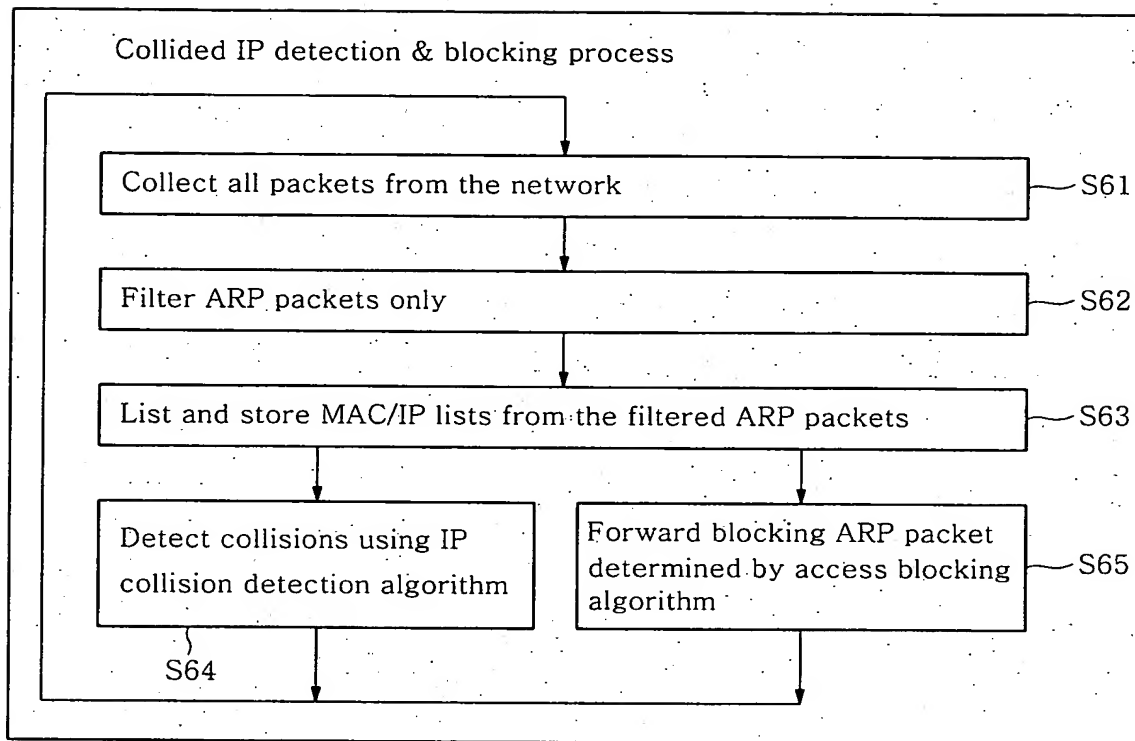 Collided IP detection & blocking process
Collect all packets from the network
S61
Filter ARP packets only
S62
List and store MAC/IP lists from the filtered ARP packets
S63
Detect collisions using IP
collision detection algorithm
S64
Forward blocking ARP packet
determined by access blocking
algorithm
S65